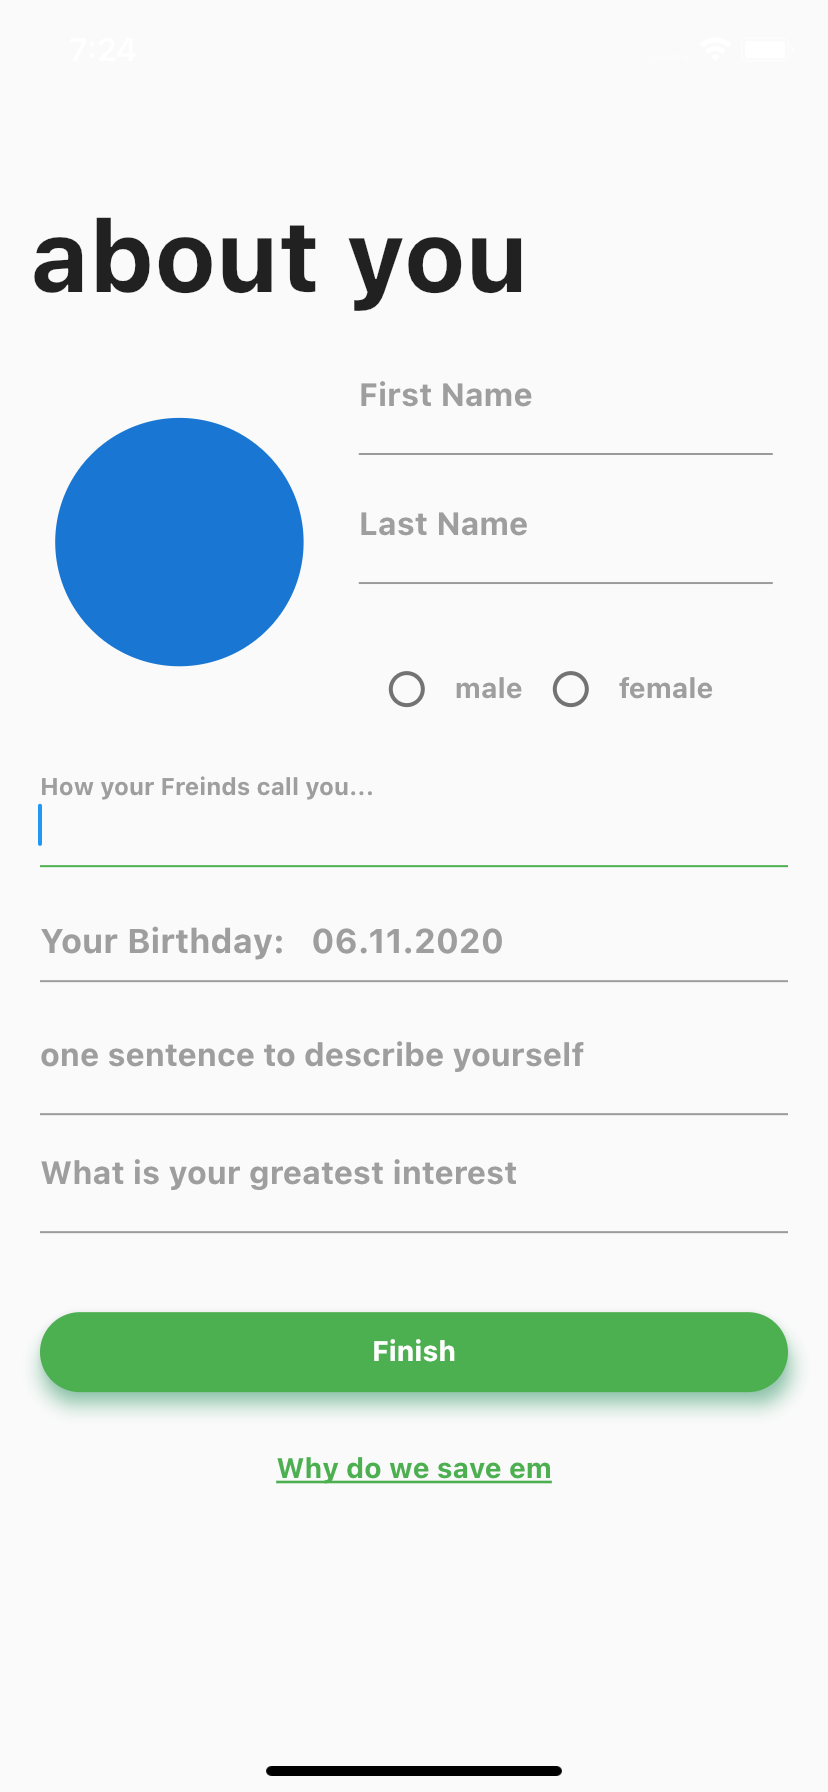 7:24
about you
First Name
Last Name
male female
How your Freinds call you...
Your Birthday: 06.11.2020
one sentence to describe yourself
What is your greatest interest
Finish
Why do we save em